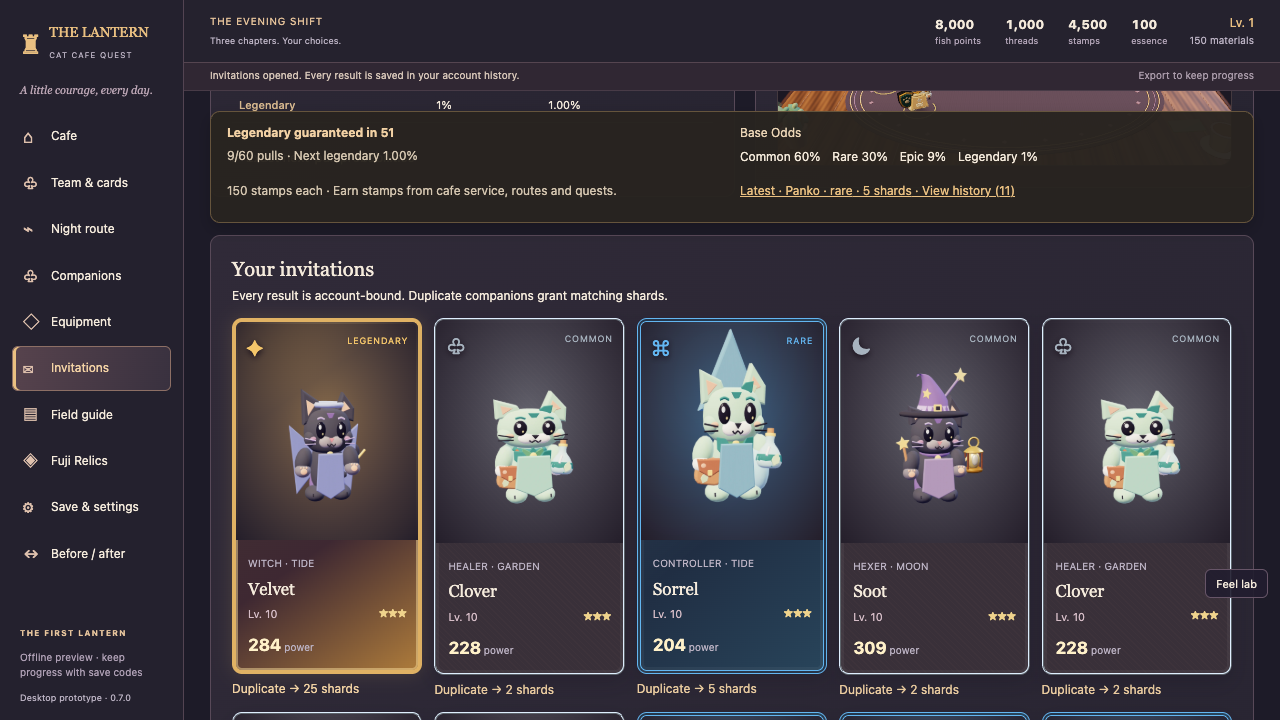 THE LANTERN
CAT CAFE QUEST
A little courage, every day.
Cafe
Team & cards
Night route
Companions
Equipment
Invitations
Field guide
Fuji Relics
Save & settings
Before / after
THE FIRST LANTERN
Offline preview · keep
progress with save codes
Desktop prototype · 0.7.0
THE EVENING SHIFT
Three chapters. Your choices.
8,000 1,000 4,500 100 Lv. 1
fish points threads stamps essence 150 materials
Invitations opened. Every result is saved in your account history. Export to keep progress
Legendary 1% 1.00%
Legendary guaranteed in 51
9/60 pulls · Next legendary 1.00%
150 stamps each · Earn stamps from cafe service, routes and quests.
Base Odds
Common 60% Rare 30% Epic 9% Legendary 1%
Latest · Panko · rare · 5 shards · View history (11)
Your invitations
Every result is account-bound. Duplicate companions grant matching shards.
LEGENDARY
WITCH · TIDE
Velvet
Lv. 10
284 power
Duplicate → 25 shards
COMMON
HEALER · GARDEN
Clover
Lv. 10
228 power
Duplicate → 2 shards
RARE
CONTROLLER · TIDE
Sorrel
Lv. 10
204 power
Duplicate → 5 shards
COMMON
HEXER · MOON
Soot
Lv. 10
309 power
Duplicate → 2 shards
COMMON
HEALER · GARDEN
Clover
Lv. 10
228 power
Duplicate → 2 shards
Feel lab